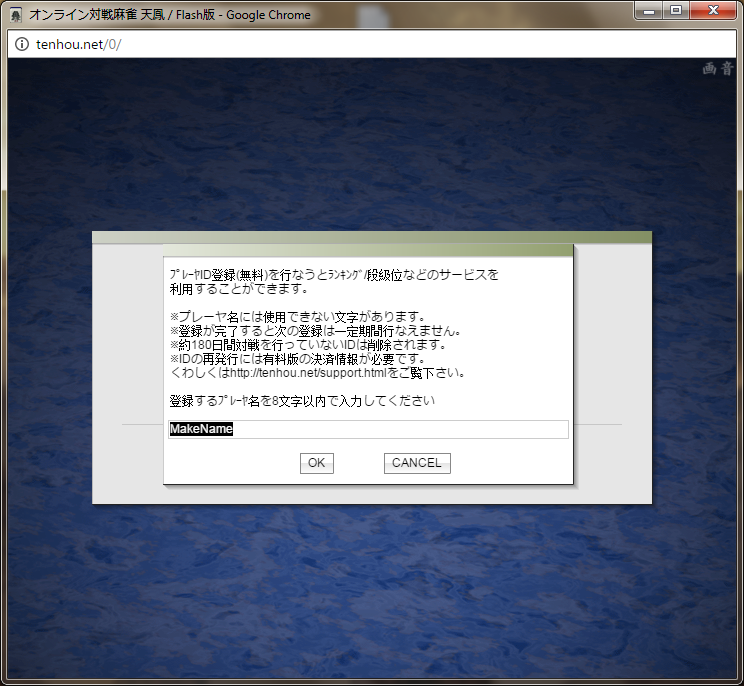 オンライン対戦麻雀 天鳳 / Flash版 - Google Chrome
tenhou.net/0/
画 音
ﾌﾟﾚｰﾔID登録(無料)を行なうとﾗﾝｷﾝｸﾞ/段級位などのサービスを
利用することができます。
※プレーヤ名には使用できない文字があります。
※登録が完了すると次の登録は一定期間行なえません。
※約180日間対戦を行っていないIDは削除されます。
※IDの再発行には有料版の決済情報が必要です。
くわしくはhttp://tenhou.net/support.htmlをご覧下さい。
登録するﾌﾟﾚｰﾔ名を8文字以内で入力してください
MakeName
OK
CANCEL